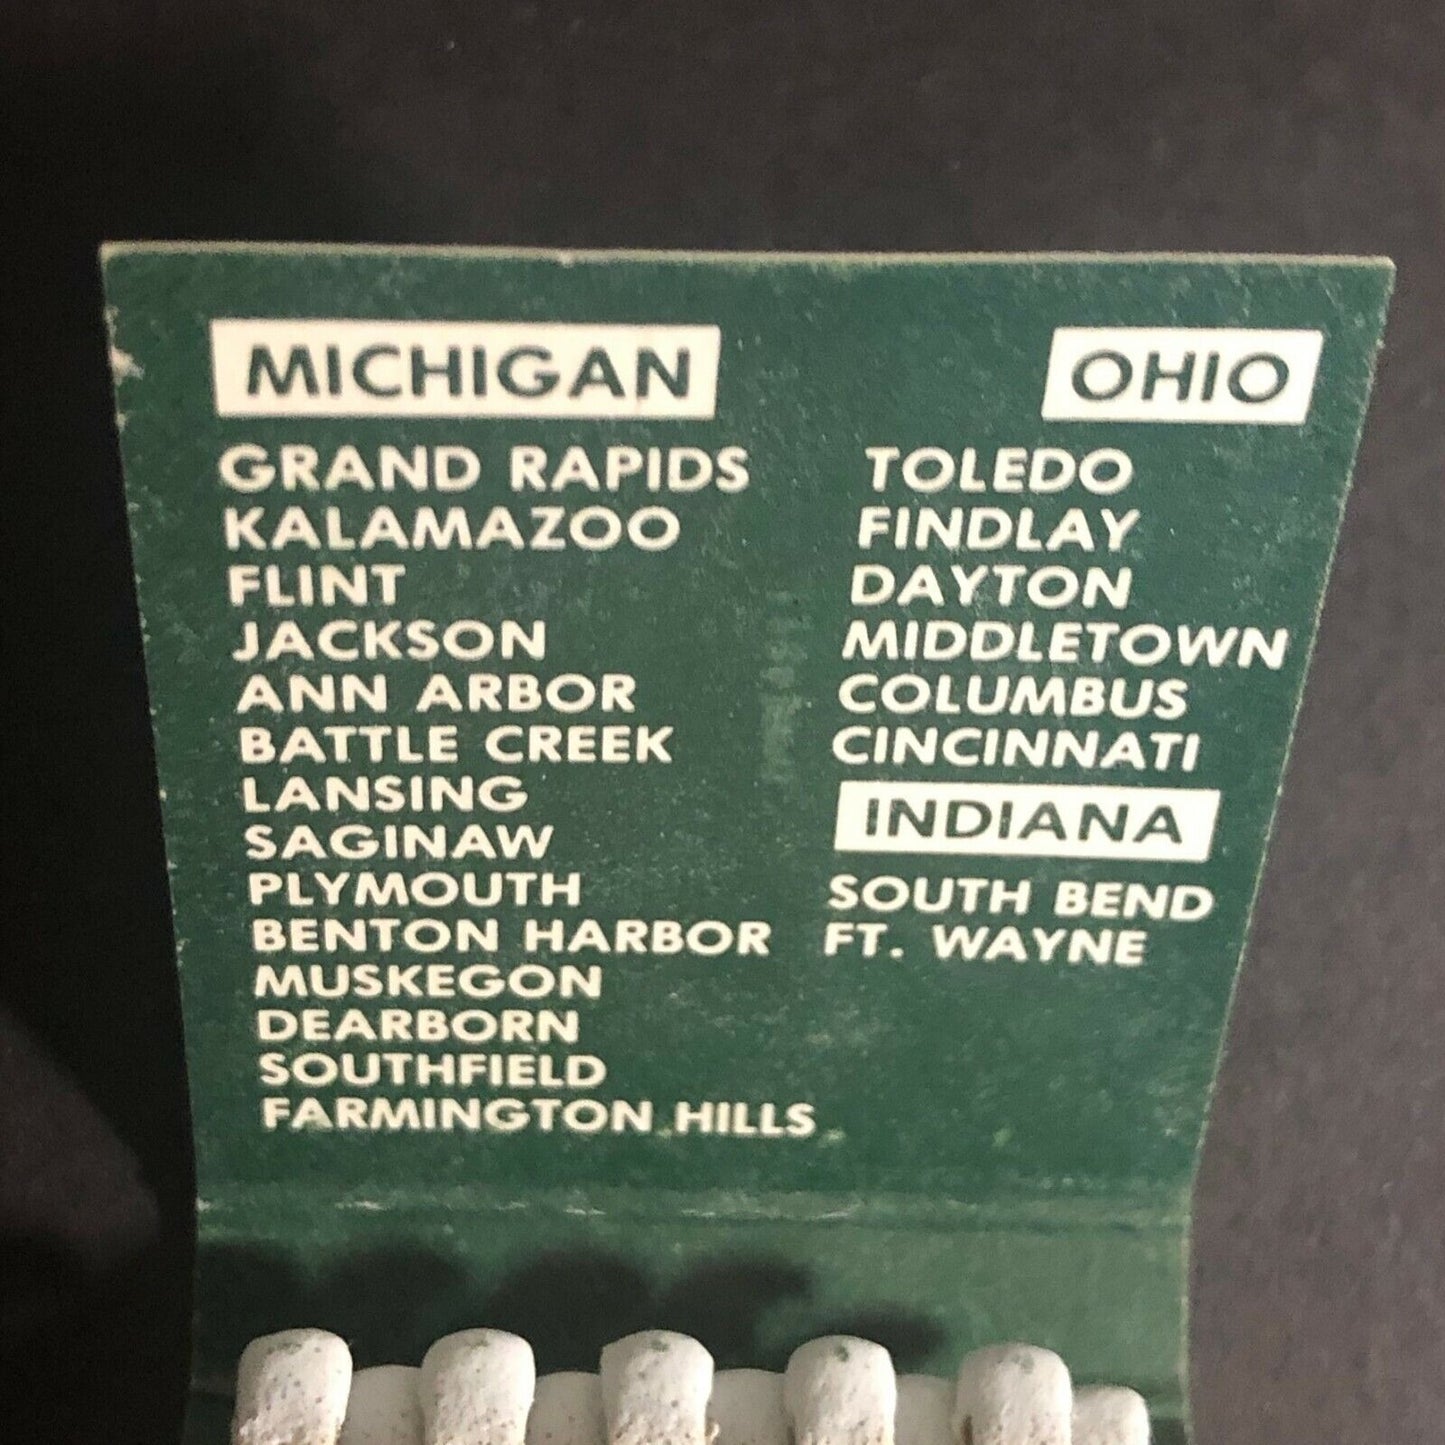 MICHIGAN
GRAND RAPIDS
KALAMAZOO
FLINT
JACKSON
ANN ARBOR
BATTLE CREEK
LANSING
SAGINAW
PLYMOUTH
BENTON HARBOR
MUSKEGON
DEARBORN
SOUTHFIELD
FARMINGTON HILLS
OHIO
TOLEDO
FINDLAY
DAYTON
MIDDLETOWN
COLUMBUS
CINCINNATI
INDIANA
SOUTH BEND
FT. WAYNE